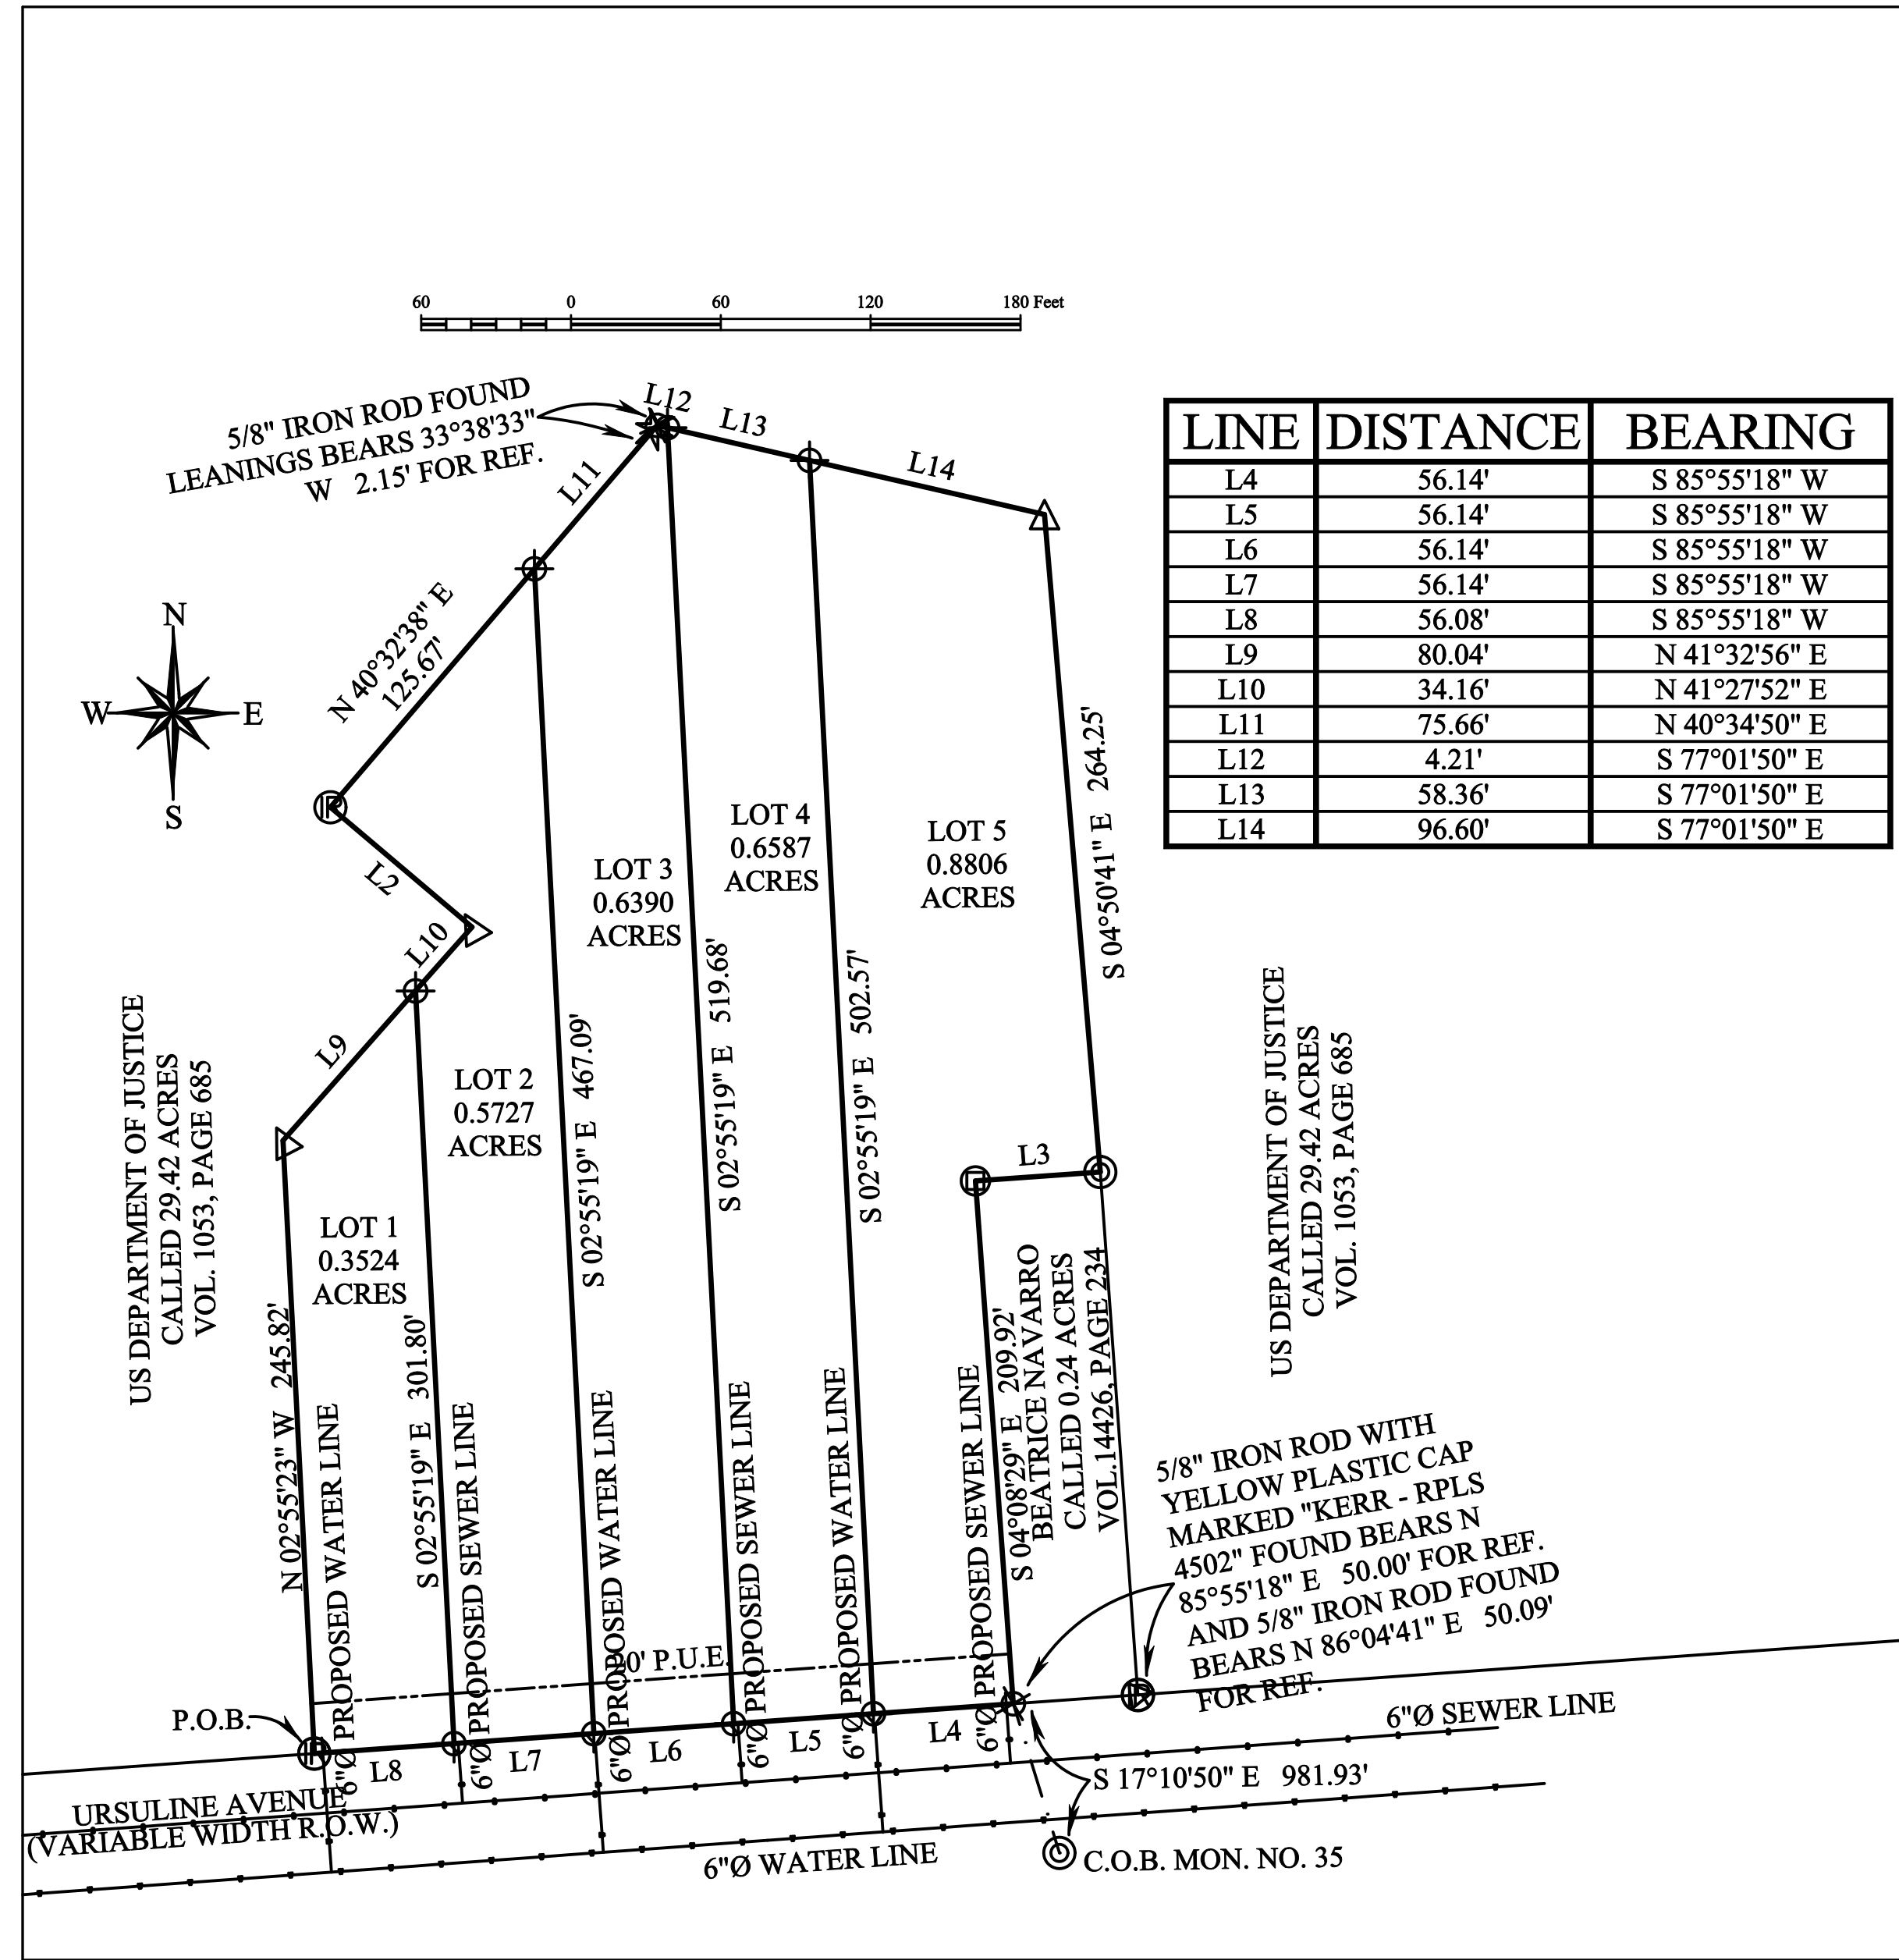 60 0 60 120 180 Feet
5/8" IRON ROD FOUND
LEANINGS BEARS 33°38'33"
W 2.15' FOR REF.
L12
L13
L14
L11
LINE DISTANCE BEARING
L4 56.14' S 85°55'18" W
L5 56.14' S 85°55'18" W
L6 56.14' S 85°55'18" W
L7 56.14' S 85°55'18" W
L8 56.08' S 85°55'18" W
L9 80.04' N 41°32'56" E
L10 34.16' N 41°27'52" E
L11 75.66' N 40°34'50" E
L12 4.21' S 77°01'50" E
L13 58.36' S 77°01'50" E
L14 96.60' S 77°01'50" E
N
W E
S
N 40°32'38" E
125.67'
L2
L10
L9
LOT 1
0.3524
ACRES
LOT 2
0.5727
ACRES
LOT 3
0.6390
ACRES
LOT 4
0.6587
ACRES
LOT 5
0.8806
ACRES
S 04°50'41" E 264.25'
L3
US DEPARTMENT OF JUSTICE
CALLED 29.42 ACRES
VOL. 1053, PAGE 685
US DEPARTMENT OF JUSTICE
CALLED 29.42 ACRES
VOL. 1053, PAGE 685
N 02°55'23" W 245.82'
S 02°55'19" E 301.80'
S 02°55'19" E 467.09'
S 02°55'19" E 519.68'
S 02°55'19" E 502.57'
S 04°08'29" E 209.92'
BEATRICE NAVARRO
CALLED 0.24 ACRES
VOL.14426, PAGE 234
6"Ø PROPOSED WATER LINE
6"Ø PROPOSED SEWER LINE
6"Ø PROPOSED WATER LINE
6"Ø PROPOSED SEWER LINE
6"Ø PROPOSED WATER LINE
6"Ø PROPOSED SEWER LINE
5/8" IRON ROD WITH
YELLOW PLASTIC CAP
MARKED "KERR - RPLS
4502" FOUND BEARS N
85°55'18" E 50.00' FOR REF.
AND 5/8" IRON ROD FOUND
BEARS N 86°04'41" E 50.09'
FOR REF.
P.U.E.
P.O.B.
L8
L7
L6
L5
L4
6"Ø SEWER LINE
S 17°10'50" E 981.93'
URSULINE AVENUE
(VARIABLE WIDTH R.O.W.)
6"Ø WATER LINE
C.O.B. MON. NO. 35